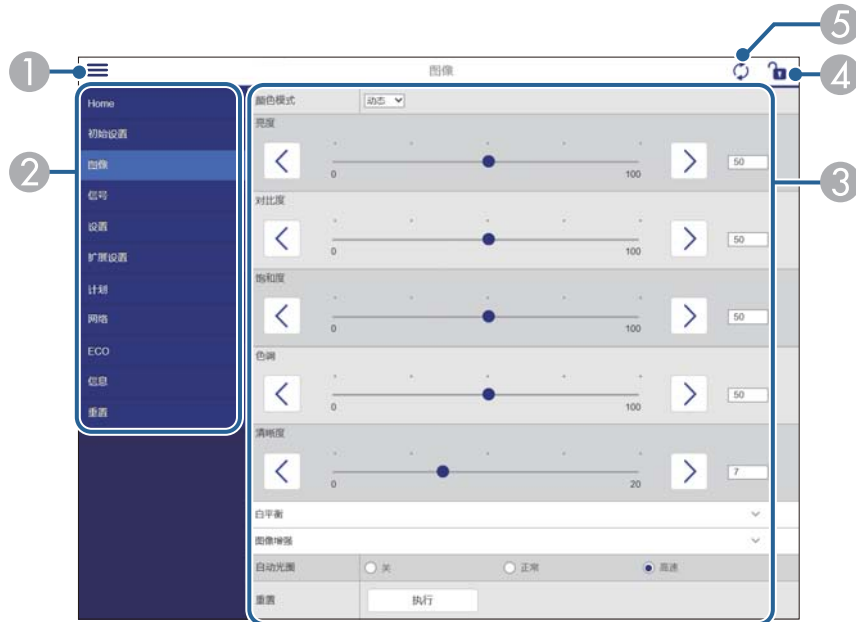 5
1
图像
4
Home
初始设置
图像
信号
设置
扩展设置
计划
网络
ECO
信息
重置
2
3
颜色模式 动态
亮度
0 100 50
对比度
0 100 50
饱和度
0 100 50
色调
0 100 50
清晰度
0 20 7
白平衡
图像增强
自动光圈 关 正常 高速
重置 执行